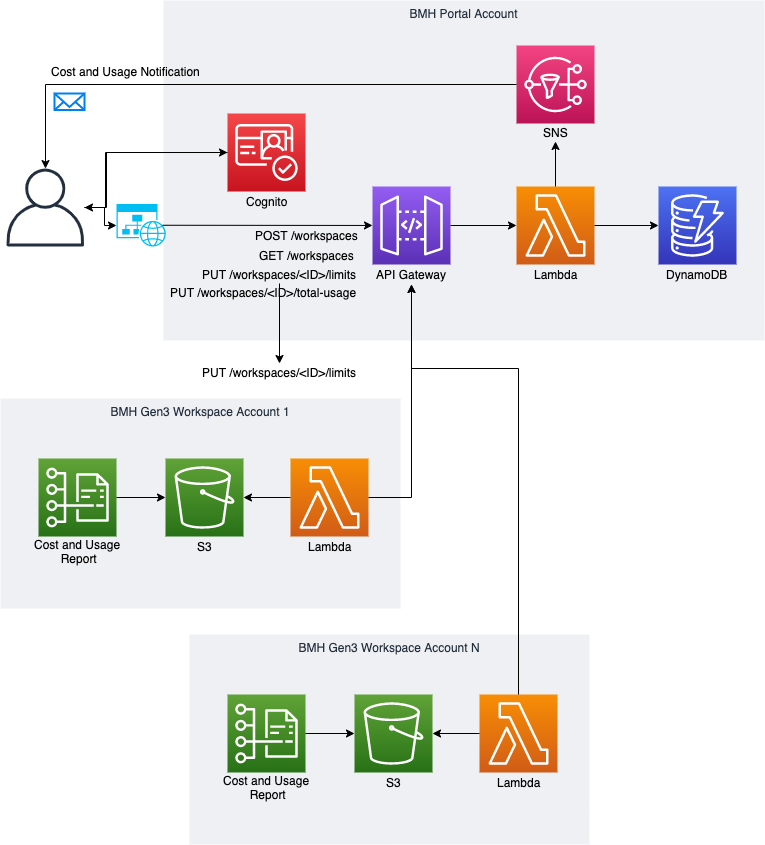 BMH Portal Account
Cost and Usage Notification
SNS
Cognito
POST /workspaces
GET /workspaces
PUT /workspaces/<ID>/limits
PUT /workspaces/<ID>/total-usage
API Gateway
Lambda
DynamoDB
PUT /workspaces/<ID>/limits
BMH Gen3 Workspace Account 1
Cost and Usage
Report
S3
Lambda
BMH Gen3 Workspace Account N
Cost and Usage
Report
S3
Lambda